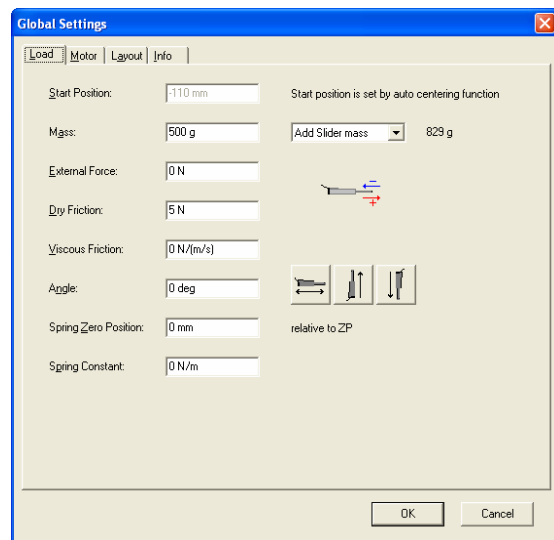 Global Settings
Load Motor Layout Info
Start Position: -110 mm Start position is set by auto centering function
Mass: 500 g Add Slider mass 829 g
External Force: 0 N
− +
Dry Friction: 5 N
Viscous Friction: 0 N/(m/s)
Angle: 0 deg
Spring Zero Position: 0 mm relative to ZP
Spring Constant: 0 N/m
OK Cancel